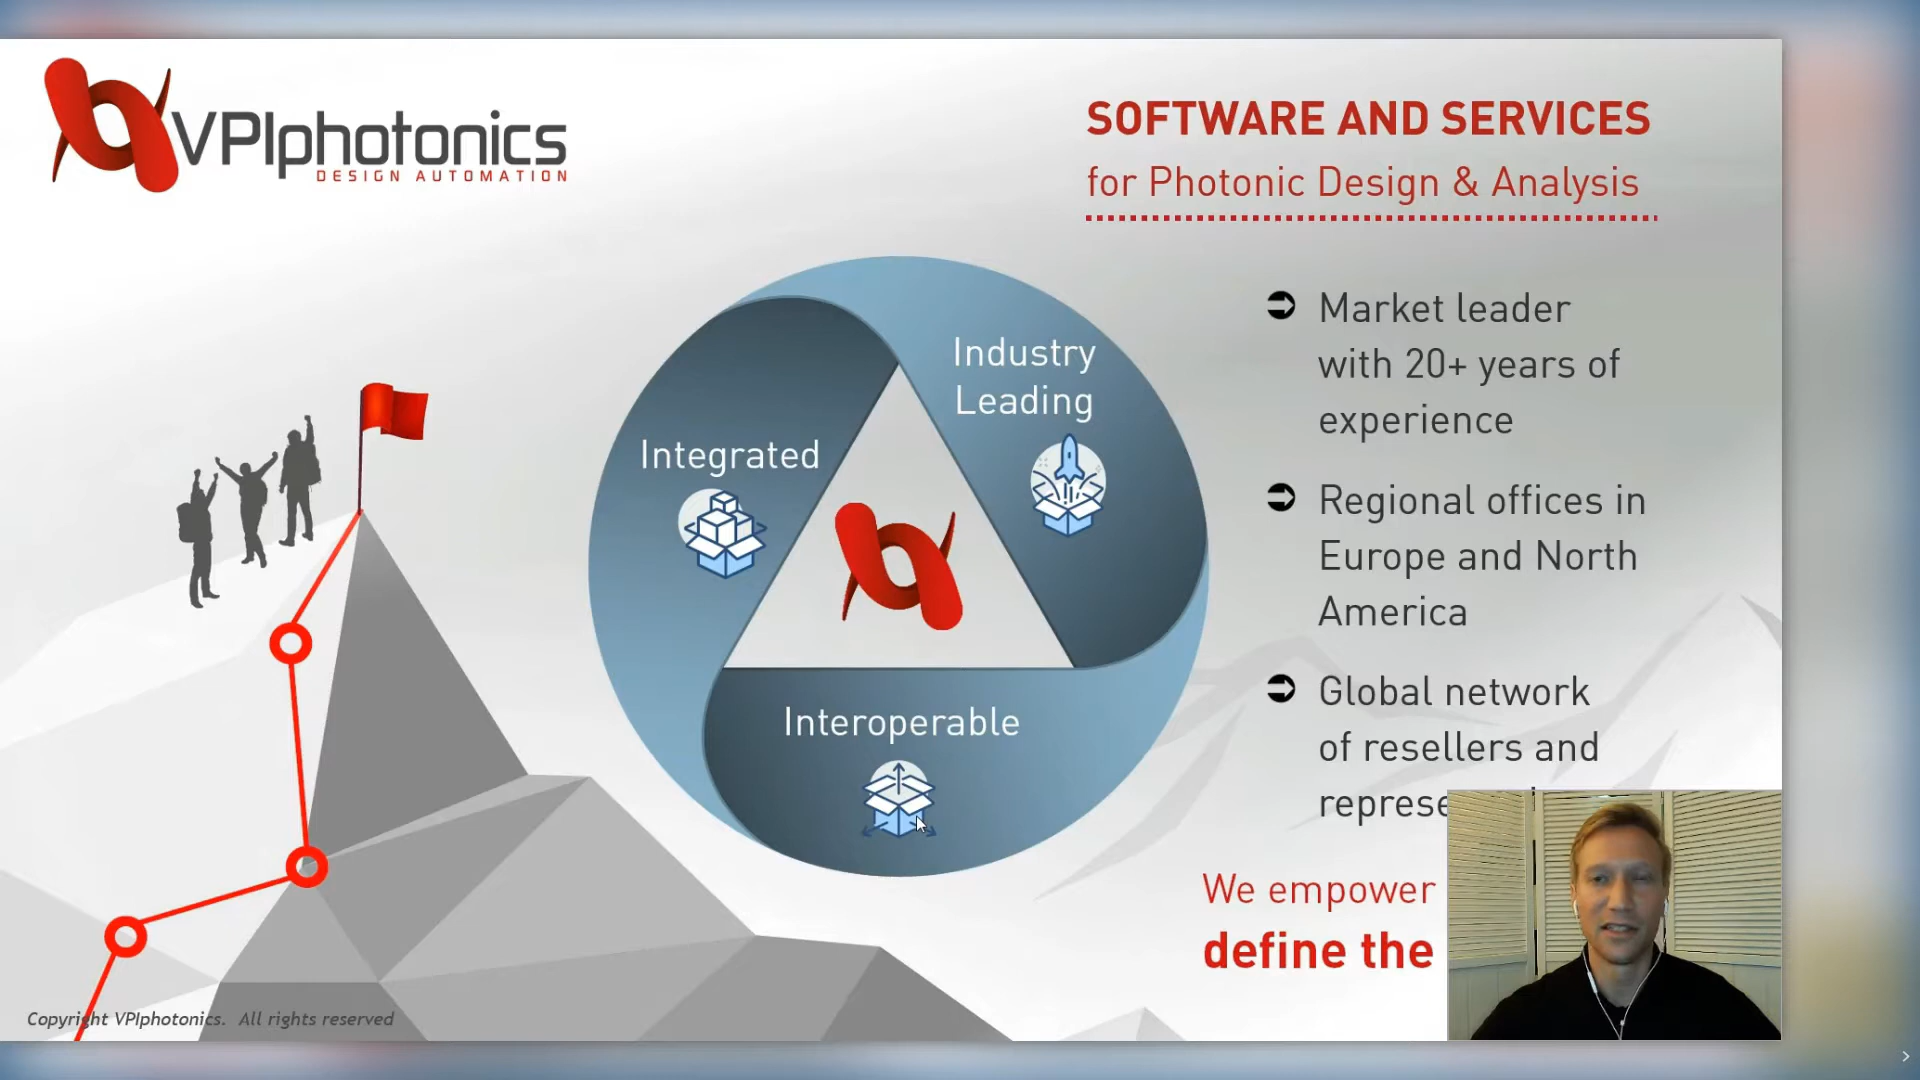 VPIphotonics
DESIGN AUTOMATION
SOFTWARE AND SERVICES
for Photonic Design & Analysis
Industry
Leading
Integrated
Interoperable
Market leader
with 20+ years of
experience
Regional offices in
Europe and North
America
Global network
of resellers and
We empower
define the
Copyright VPIphotonics. All rights reserved